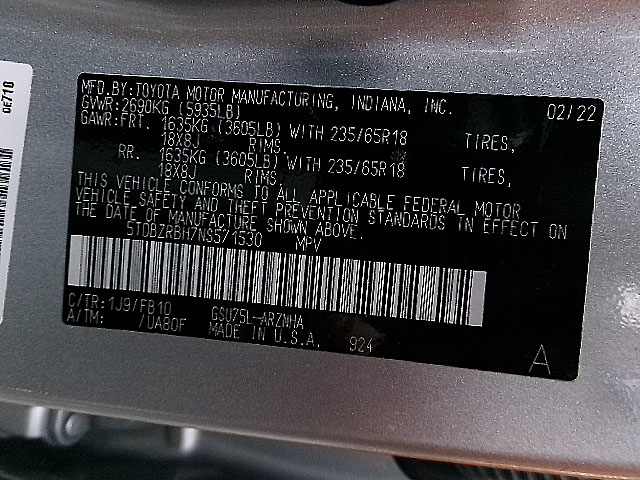 MFD.BY:TOYOTA MOTOR MANUFACTURING, INDIANA, INC. 02/22
GVWR:2690KG (5935LB)
GAWR:FRT. 1635KG (3605LB) WITH 235/65R18 TIRES,
18X8J RIMS.
RR. 1635KG (3605LB) WITH 235/65R18 TIRES,
18X8J RIMS.
THIS VEHICLE CONFORMS TO ALL APPLICABLE FEDERAL MOTOR
VEHICLE SAFETY AND THEFT PREVENTION STANDARDS IN EFFECT ON
THE DATE OF MANUFACTURE SHOWN ABOVE.
5TDBZRBH7NS571530 MPV
C/TR:1J9/FB10 GSU75L-ARZNHA
A/TM: /UA80F MADE IN U.S.A. 924
A